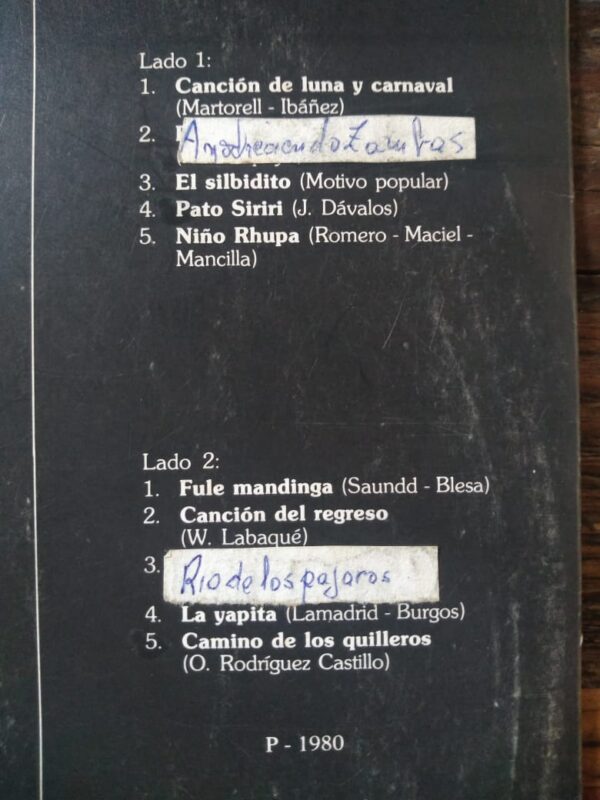 Lado 1:
1. Canción de luna y carnaval
(Martorell - Ibáñez)
2. Andreciendo Zambas
3. El silbidito (Motivo popular)
4. Pato Siriri (J. Dávalos)
5. Niño Rhupa (Romero - Maciel -
Mancilla)
Lado 2:
1. Fule mandinga (Saundd - Blesa)
2. Canción del regreso
(W. Labaqué)
3. Rio de los pajaros
4. La yapita (Lamadrid - Burgos)
5. Camino de los quilleros
(O. Rodríguez Castillo)
P - 1980